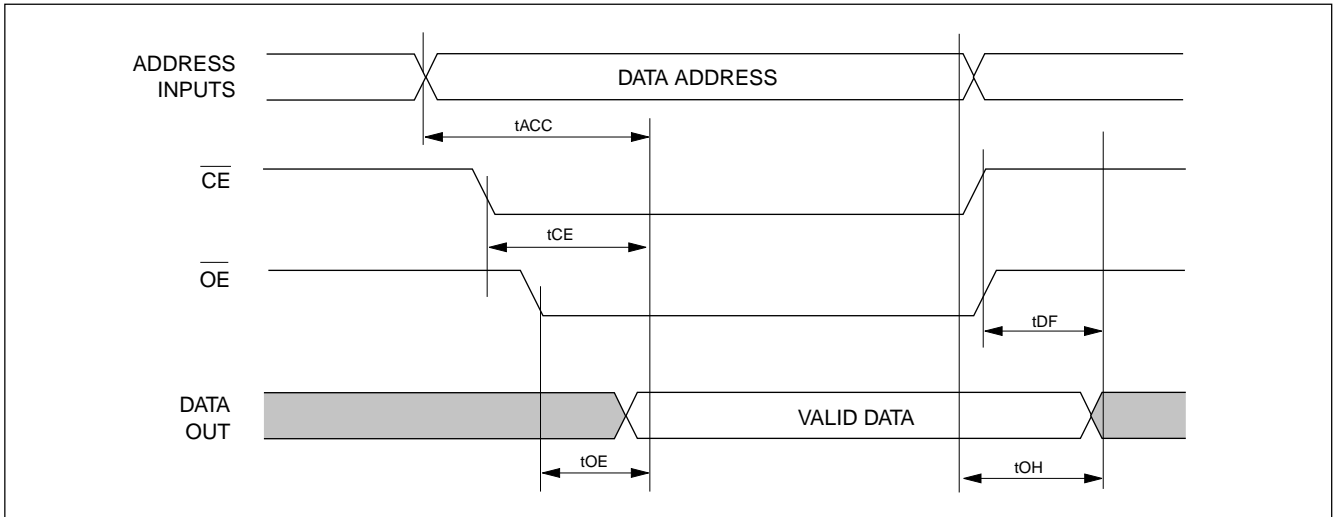 ADDRESS
INPUTS
DATA ADDRESS
tACC
CE
tCE
OE
tDF
DATA
OUT
VALID DATA
tOE
tOH